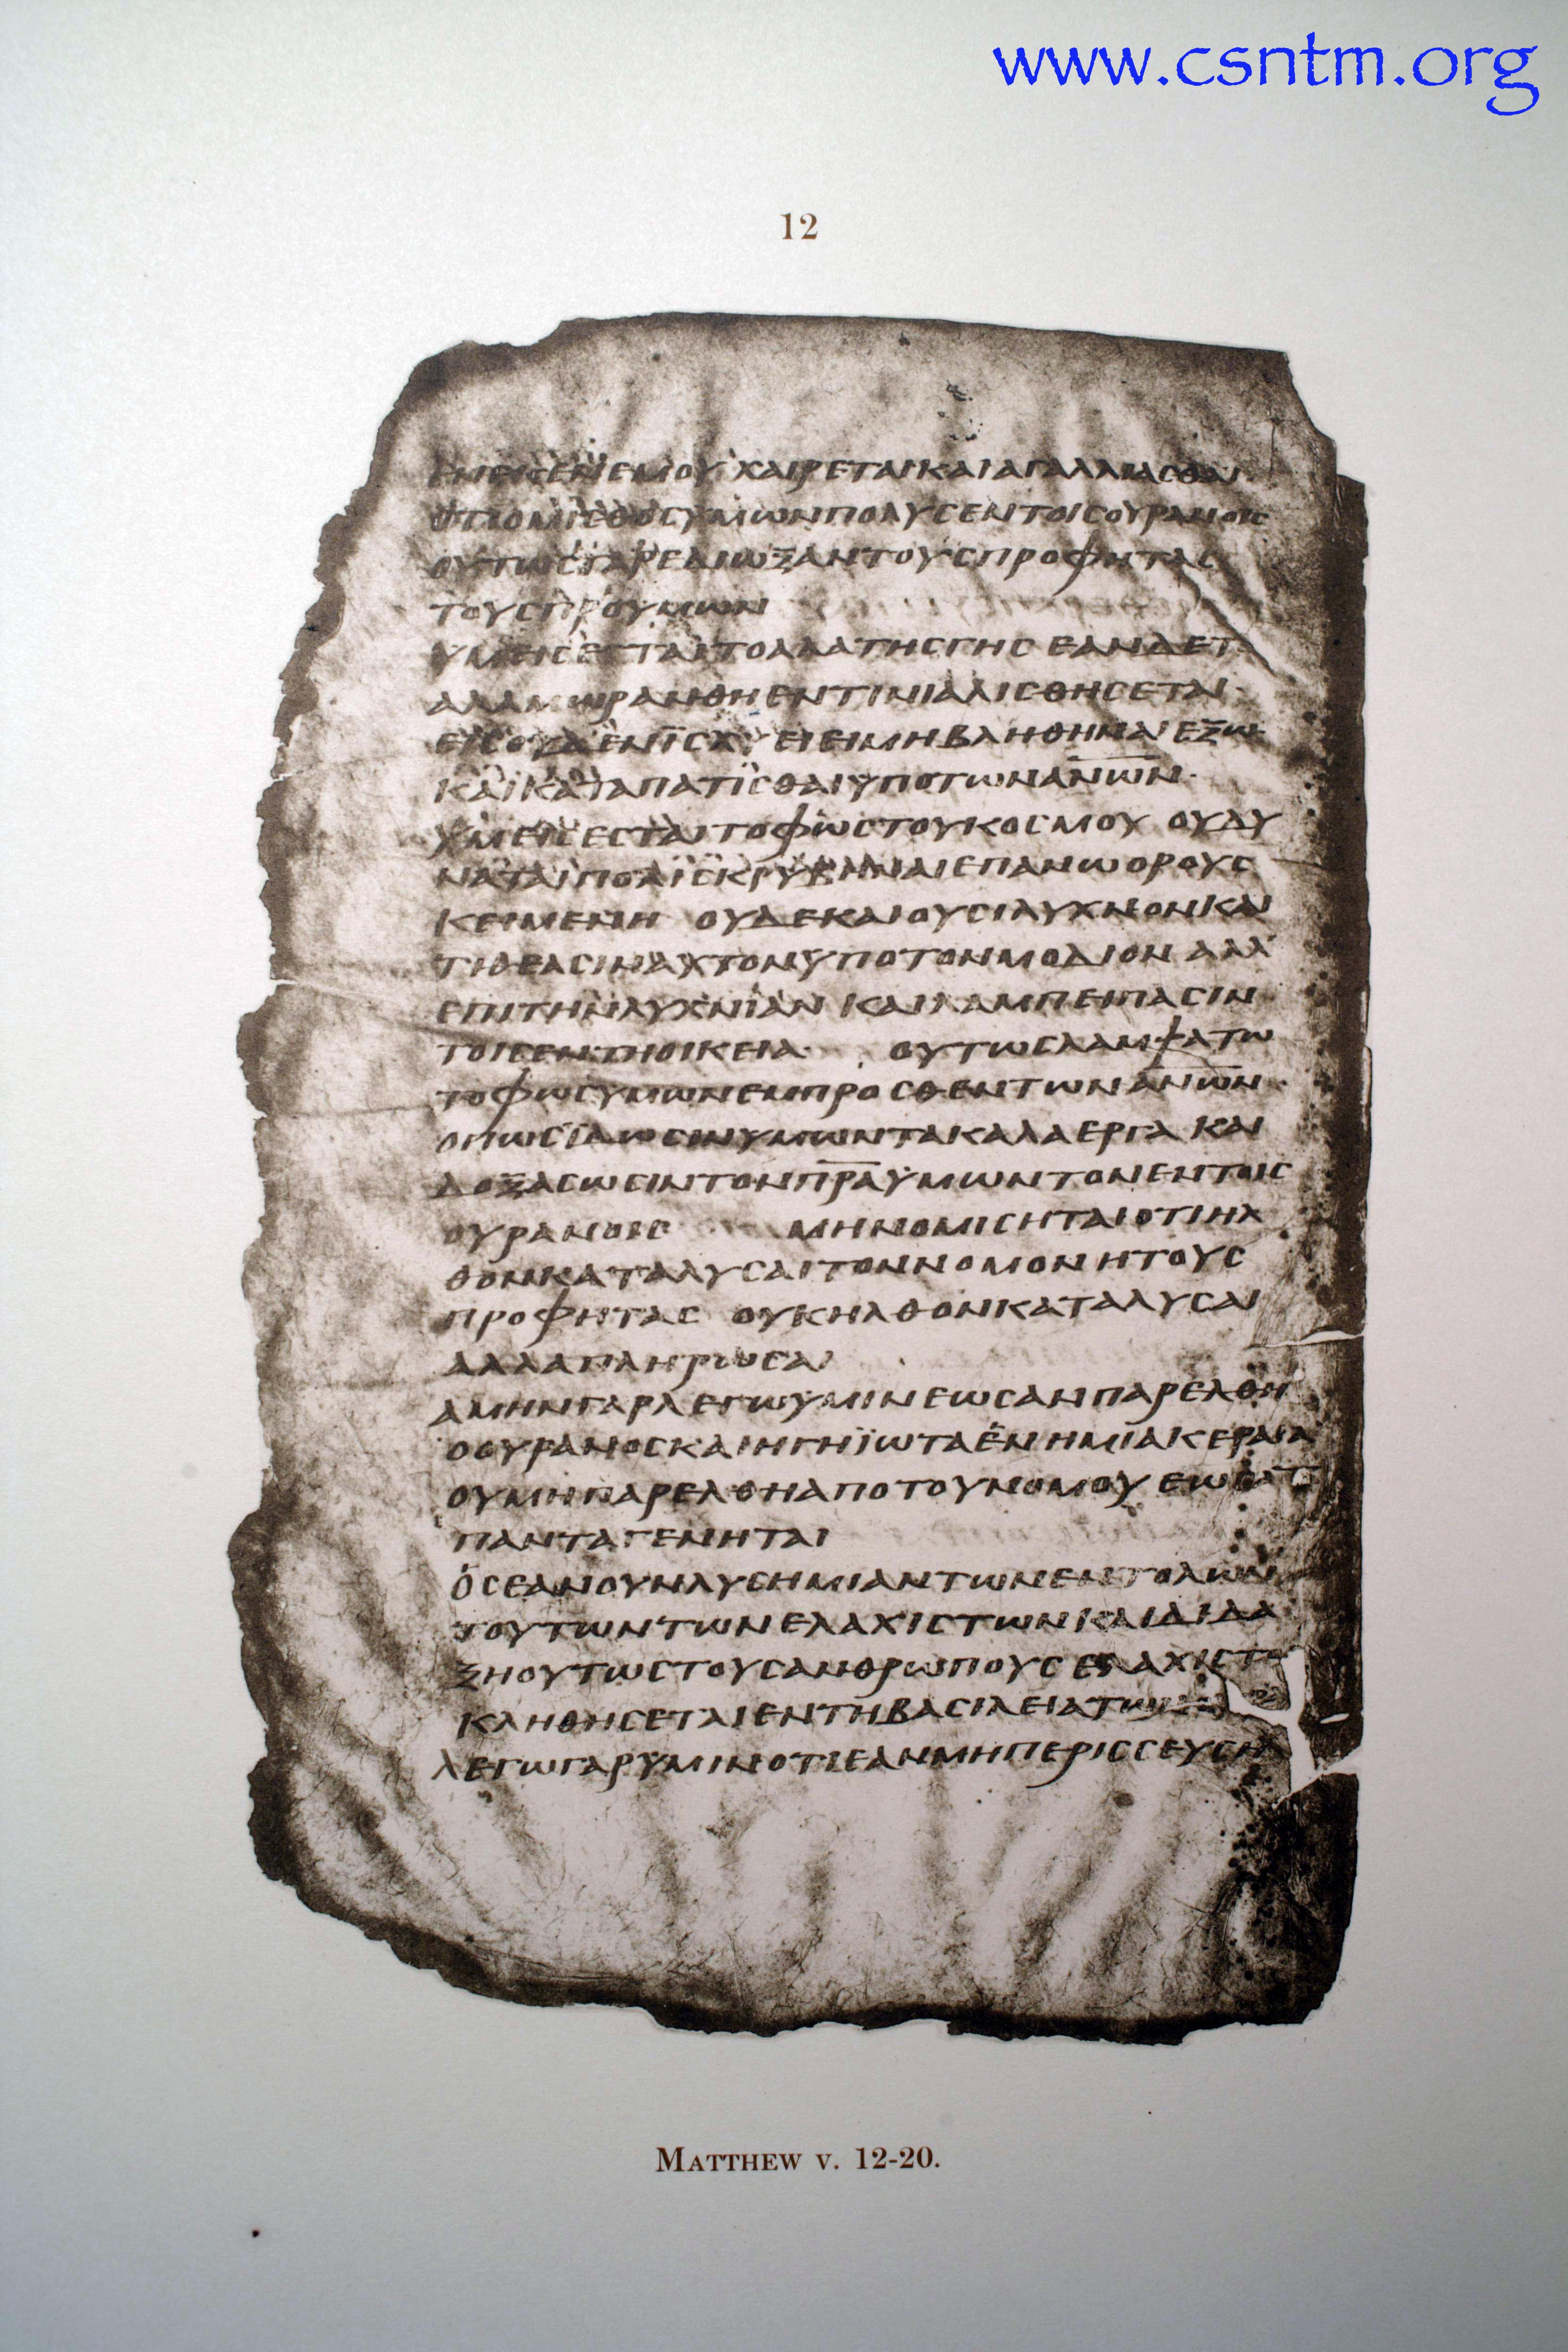 www.csntm.org
12
ΕΝΕΚΕΝ ΕΜΟΥ ΧΑΙΡΕΤΑΙ ΚΑΙ ΑΓΑΛΛΙΑΣΘΑΙ
ΟΤΙ Ο ΜΙΣΘΟΣ ΥΜΩΝ ΠΟΛΥΣ ΕΝ ΤΟΙΣ ΟΥΡΑΝΟΙΣ
ΟΥΤΩΣ ΓΑΡ ΕΔΙΩΞΑΝ ΤΟΥΣ ΠΡΟΦΗΤΑΣ
ΤΟΥΣ ΠΡΟ ΥΜΩΝ
ΥΜΕΙΣ ΕΣΤΑΙ ΤΟ ΑΛΑ ΤΗΣ ΓΗΣ ΕΑΝ ΔΕ Τ
ΑΛΑ ΜΩΡΑΝΘΗ ΕΝ ΤΙΝΙ ΑΛΙΣΘΗΣΕΤΑΙ
ΕΙΣ ΟΥΔΕΝ ΙΣΧΥΕΙ ΕΙ ΜΗ ΒΛΗΘΗΝΑΙ ΕΞΩ
ΚΑΙ ΚΑΤΑΠΑΤΙΣΘΑΙ ΥΠΟ ΤΩΝ ΑΝΩΝ
ΥΜΕΙΣ ΕΣΤΑΙ ΤΟ ΦΩΣ ΤΟΥ ΚΟΣΜΟΥ ΟΥ ΔΥ
ΝΑΤΑΙ ΠΟΛΙΣ ΚΡΥΒΗΝΑΙ ΕΠΑΝΩ ΟΡΟΥΣ
ΚΕΙΜΕΝΗ ΟΥΔΕ ΚΑΙΟΥΣΙ ΛΥΧΝΟΝ ΚΑΙ
ΤΙΘΕΑΣΙΝ ΑΥΤΟΝ ΥΠΟ ΤΟΝ ΜΟΔΙΟΝ ΑΛΛ
ΕΠΙ ΤΗΝ ΛΥΧΝΙΑΝ ΚΑΙ ΛΑΜΠΕΙ ΠΑΣΙΝ
ΤΟΙΣ ΕΝ ΤΗ ΟΙΚΕΙΑ ΟΥΤΩΣ ΛΑΜΨΑΤΩ
ΤΟ ΦΩΣ ΥΜΩΝ ΕΜΠΡΟΣΘΕΝ ΤΩΝ ΑΝΩΝ
ΟΠΩΣ ΙΔΩΣΙΝ ΥΜΩΝ ΤΑ ΚΑΛΑ ΕΡΓΑ ΚΑΙ
ΔΟΞΑΣΩΣΙΝ ΤΟΝ ΠΡΑ ΥΜΩΝ ΤΟΝ ΕΝ ΤΟΙΣ
ΟΥΡΑΝΟΙΣ ΜΗ ΝΟΜΙΣΗΤΑΙ ΟΤΙ ΗΛ
ΘΟΝ ΚΑΤΑΛΥΣΑΙ ΤΟΝ ΝΟΜΟΝ Η ΤΟΥΣ
ΠΡΟΦΗΤΑΣ ΟΥΚ ΗΛΘΟΝ ΚΑΤΑΛΥΣΑΙ
ΑΛΛΑ ΠΛΗΡΩΣΑΙ
ΑΜΗΝ ΓΑΡ ΛΕΓΩ ΥΜΙΝ ΕΩΣ ΑΝ ΠΑΡΕΛΘΗ
Ο ΟΥΡΑΝΟΣ ΚΑΙ Η ΓΗ ΪΩΤΑ ΕΝ Η ΜΙΑ ΚΕΡΑΙΑ
ΟΥ ΜΗ ΠΑΡΕΛΘΗ ΑΠΟ ΤΟΥ ΝΟΜΟΥ ΕΩΣ ΑΝ
ΠΑΝΤΑ ΓΕΝΗΤΑΙ
ΟΣ ΕΑΝ ΟΥΝ ΛΥΣΗ ΜΙΑΝ ΤΩΝ ΕΝΤΟΛΩΝ
ΤΟΥΤΩΝ ΤΩΝ ΕΛΑΧΙΣΤΩΝ ΚΑΙ ΔΙΔΑ
ΞΗ ΟΥΤΩΣ ΤΟΥΣ ΑΝΘΡΩΠΟΥΣ ΕΛΑΧΙΣΤΟ
ΚΛΗΘΗΣΕΤΑΙ ΕΝ ΤΗ ΒΑΣΙΛΕΙΑ ΤΩΝ
ΛΕΓΩ ΓΑΡ ΥΜΙΝ ΟΤΙ ΕΑΝ ΜΗ ΠΕΡΙΣΣΕΥΣΗ
MATTHEW V. 12-20.